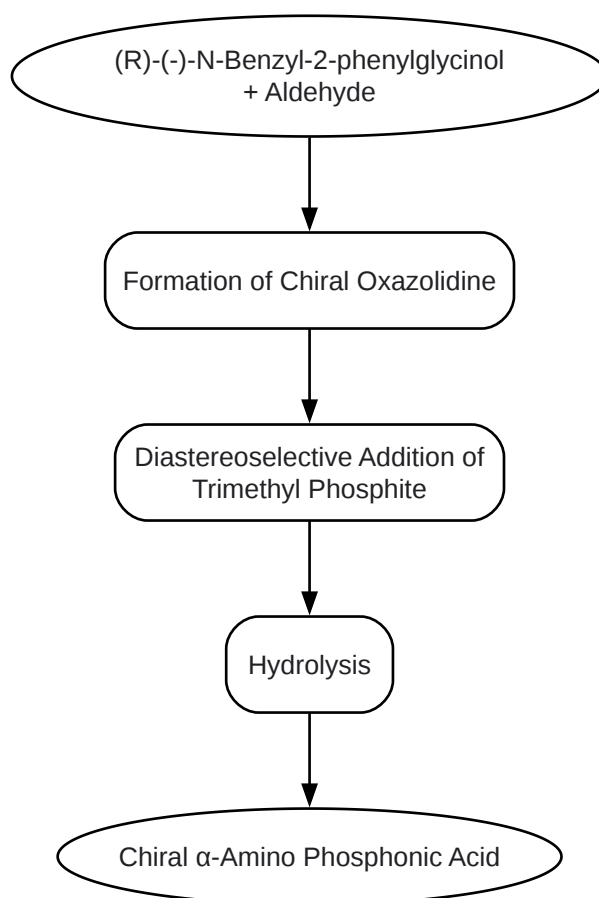 (R)-(-)-N-Benzyl-2-phenylglycinol
+ Aldehyde
Formation of Chiral Oxazolidine
Diastereoselective Addition of
Trimethyl Phosphite
Hydrolysis
Chiral α-Amino Phosphonic Acid